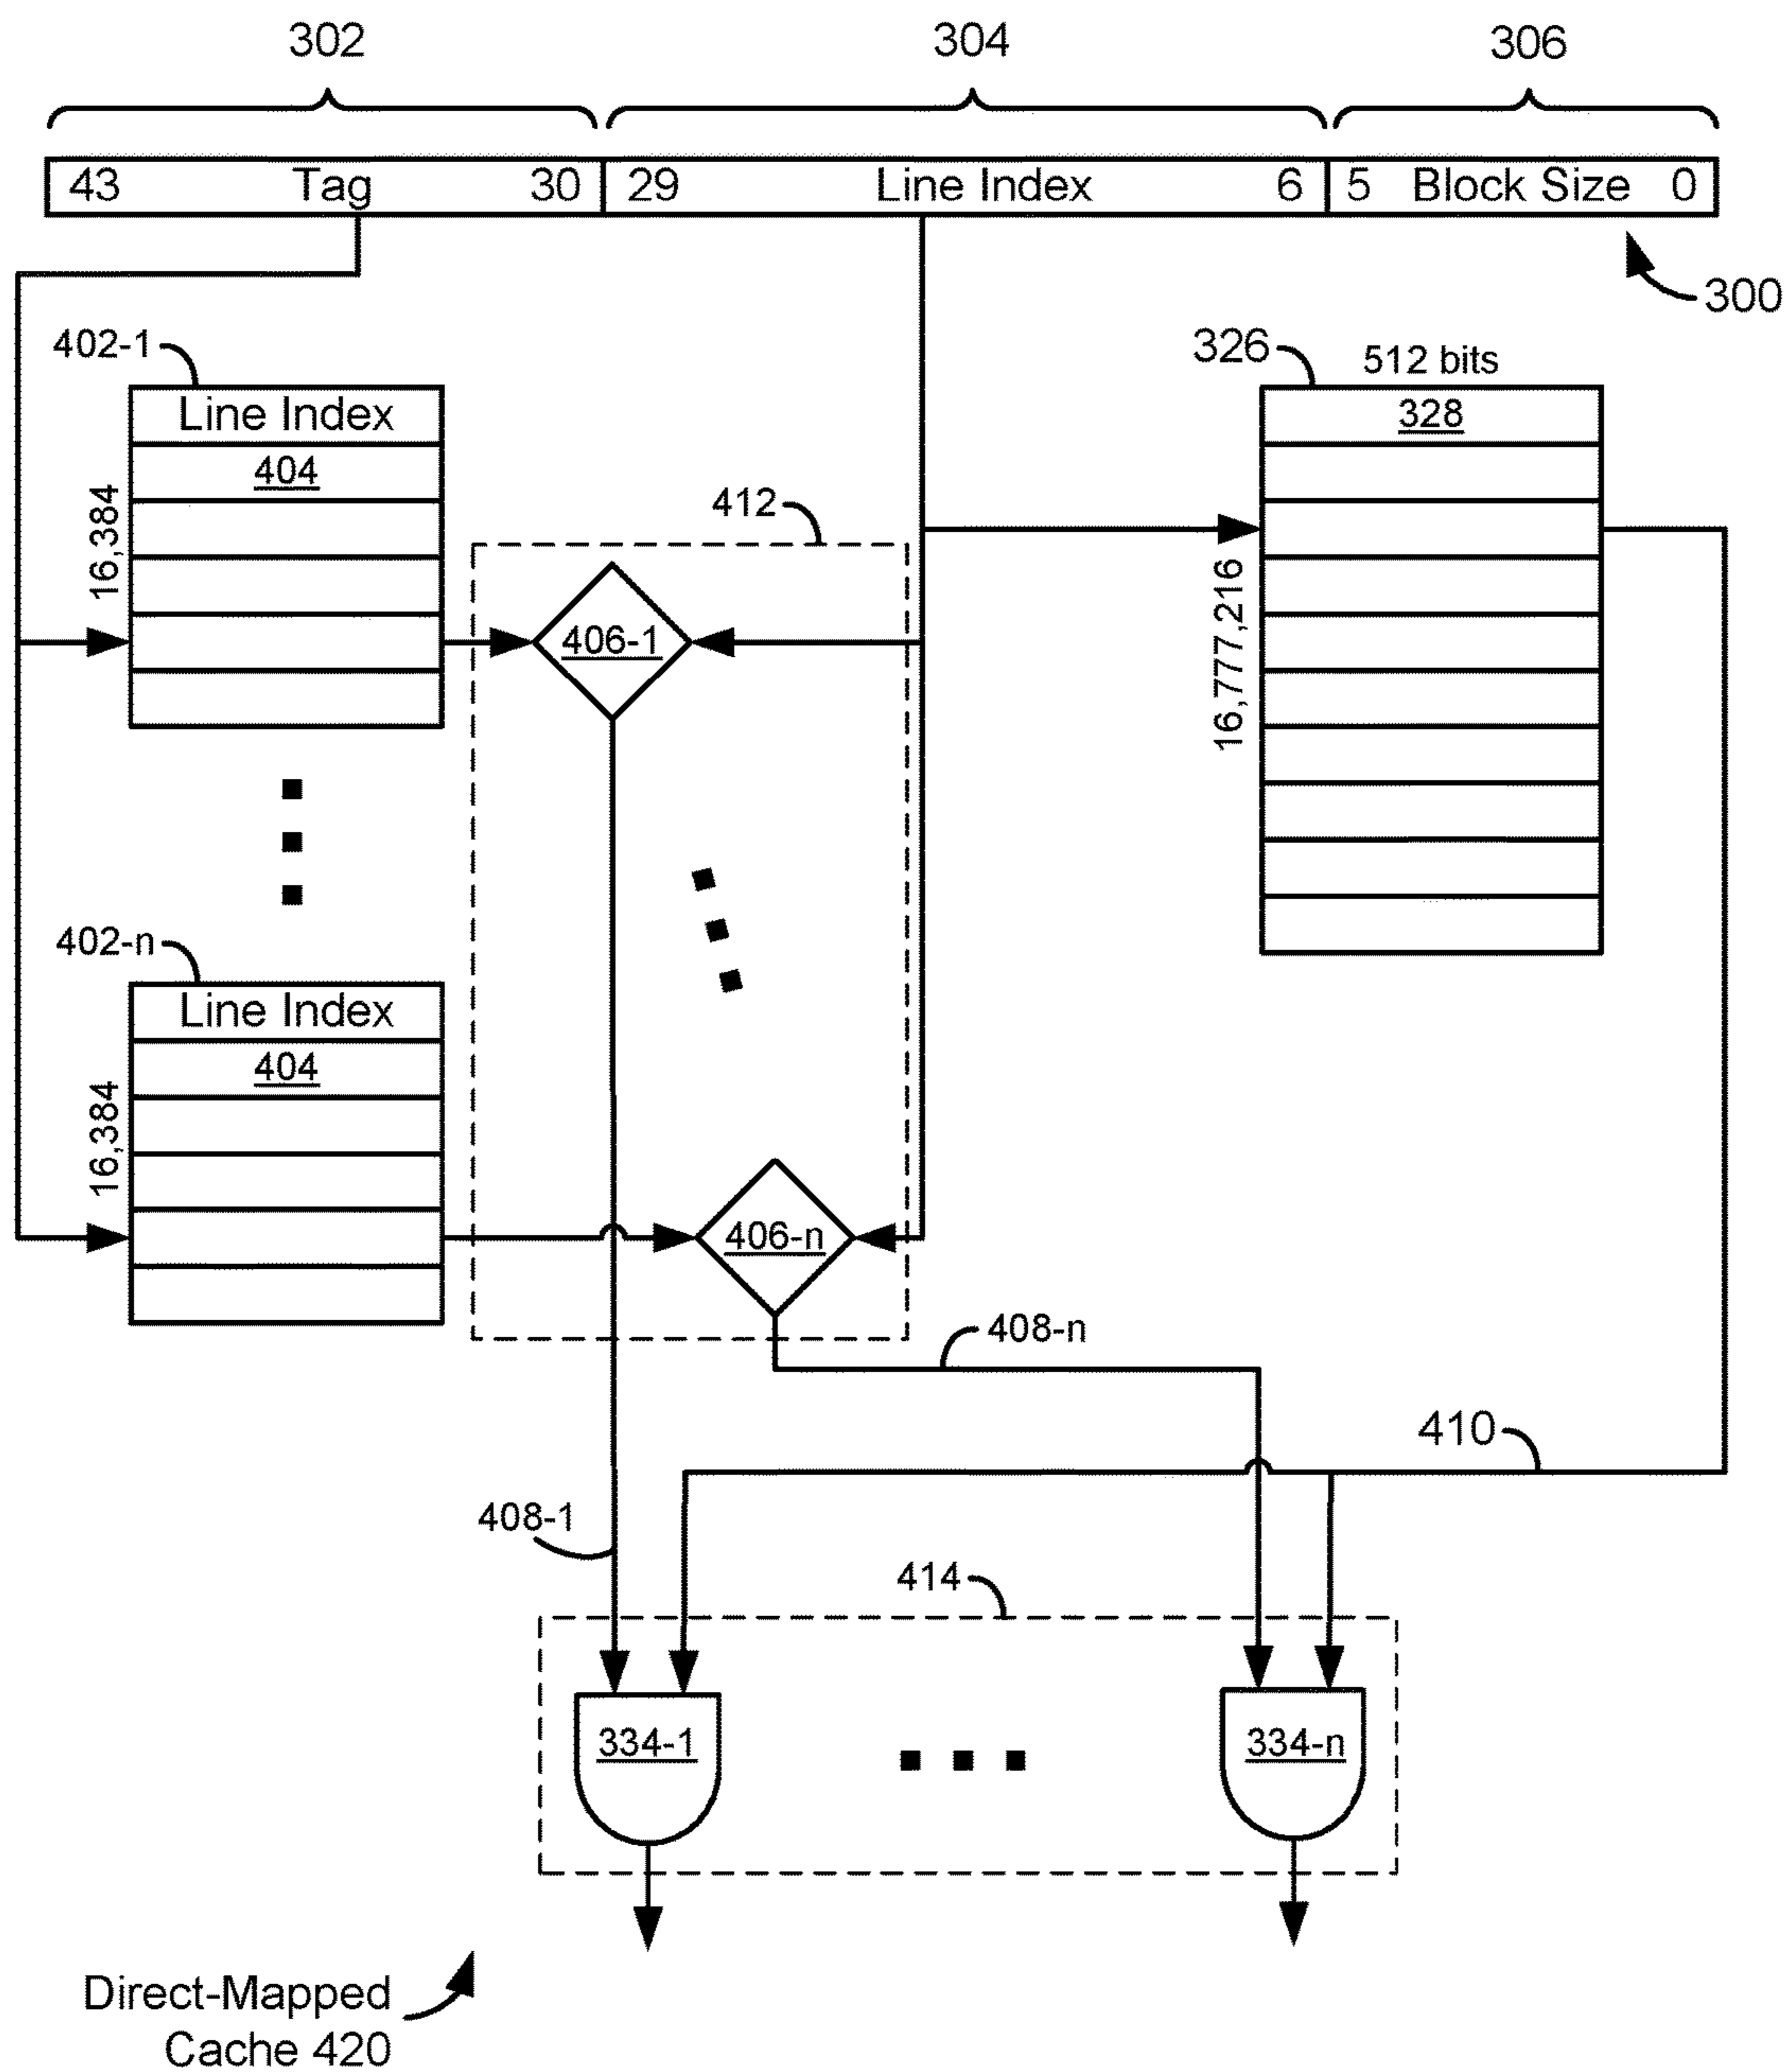 302 304 306
43 Tag 30 29 Line Index 6 5 Block Size 0
300
402-1
326 512 bits
Line Index
328
404
16,384
412
16,777,216
406-1
402-n
Line Index
404
16,384
406-n
408-n
410
408-1
414
334-1 334-n
Direct-Mapped
Cache 420